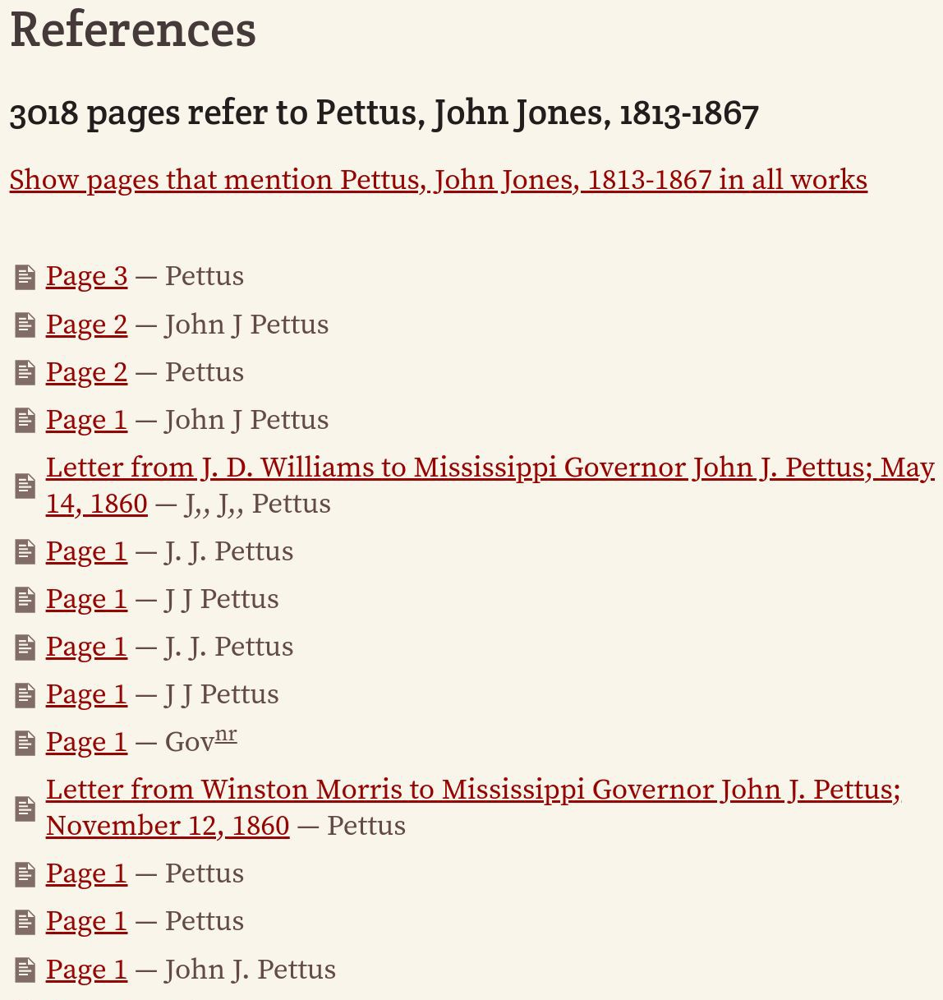 References
3018 pages refer to Pettus, John Jones, 1813-1867
Show pages that mention Pettus, John Jones, 1813-1867 in all works
Page 3 — Pettus
Page 2 — John J Pettus
Page 2 — Pettus
Page 1 — John J Pettus
Letter from J. D. Williams to Mississippi Governor John J. Pettus; May
14, 1860 — J,, J,, Pettus
Page 1 — J. J. Pettus
Page 1 — J J Pettus
Page 1 — J. J. Pettus
Page 1 — J J Pettus
Page 1 — Govnr
Letter from Winston Morris to Mississippi Governor John J. Pettus;
November 12, 1860 — Pettus
Page 1 — Pettus
Page 1 — Pettus
Page 1 — John J. Pettus